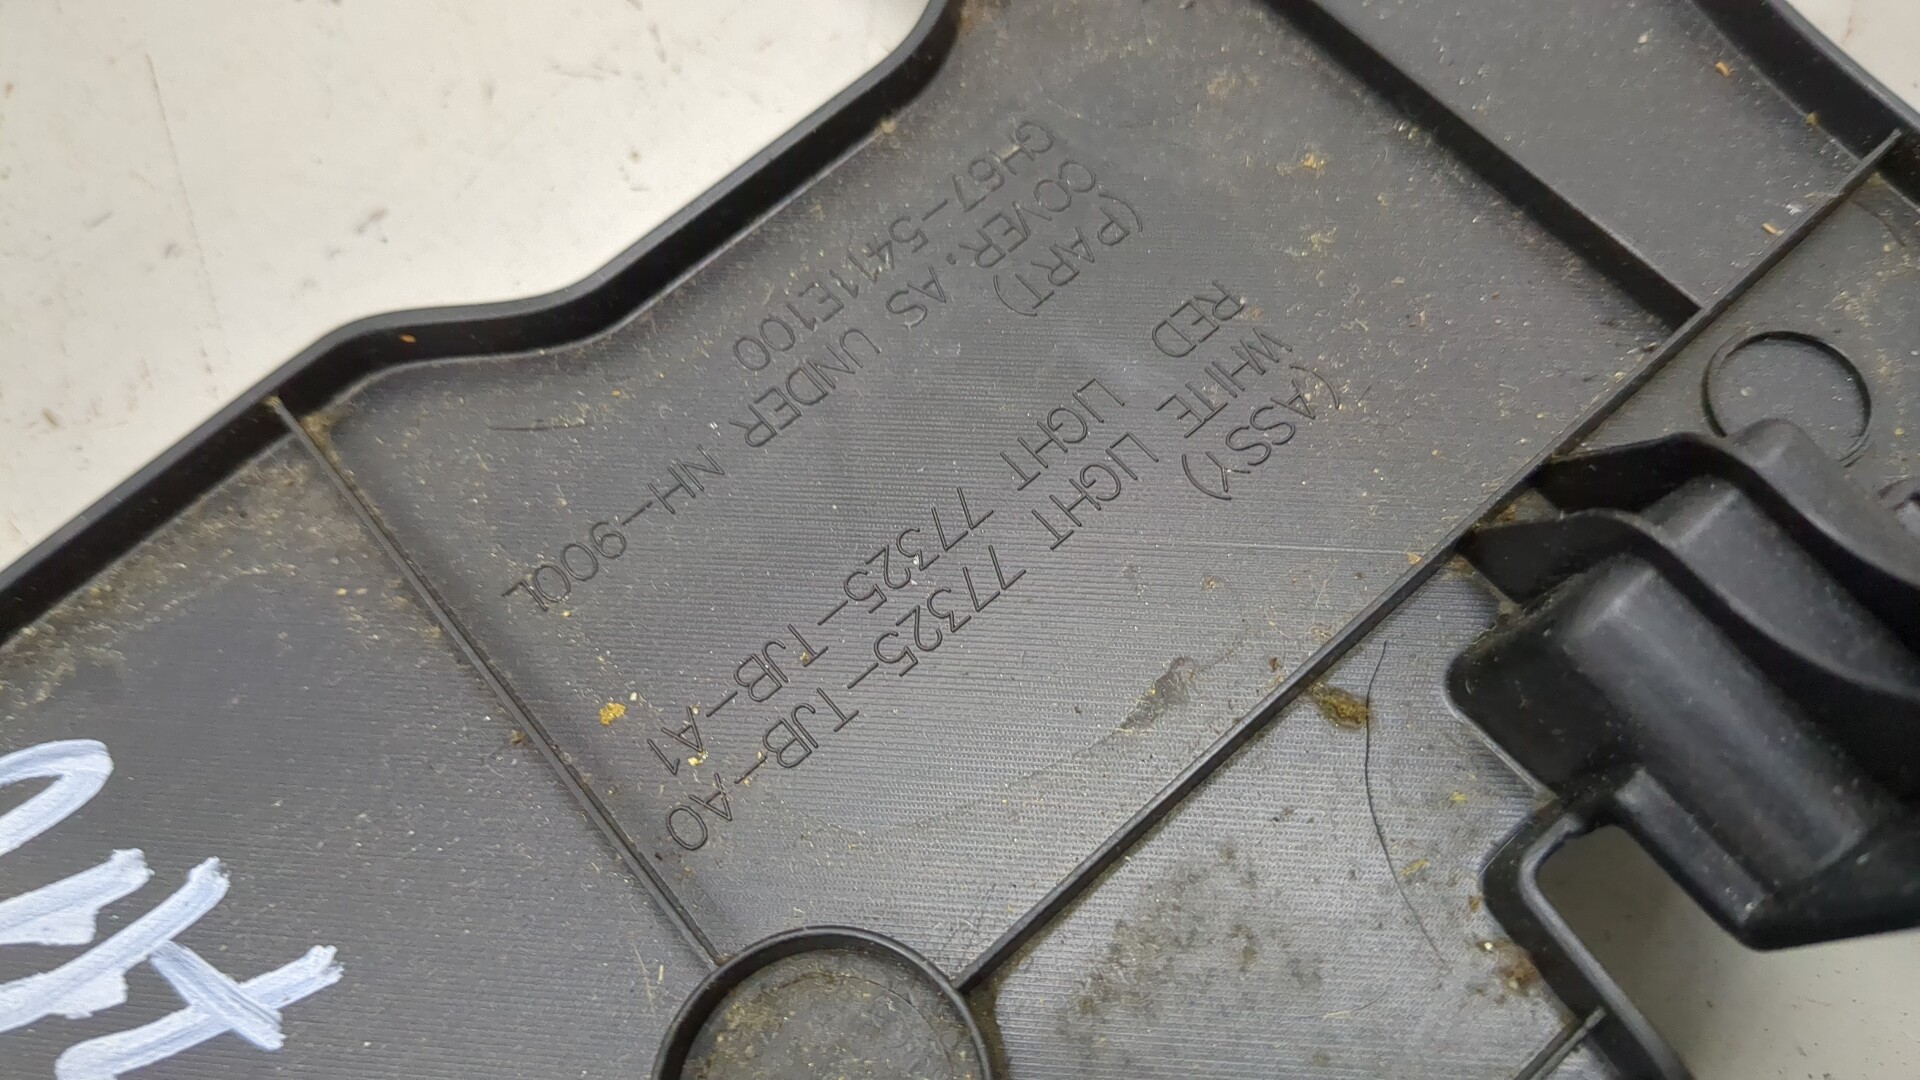 (ASSY)
WHITE LIGHT 77325-TJB-A0
RED LIGHT 77325-TJB-A1
(PART)
COVER,AS UNDER NH-900L
GH67-5411E100